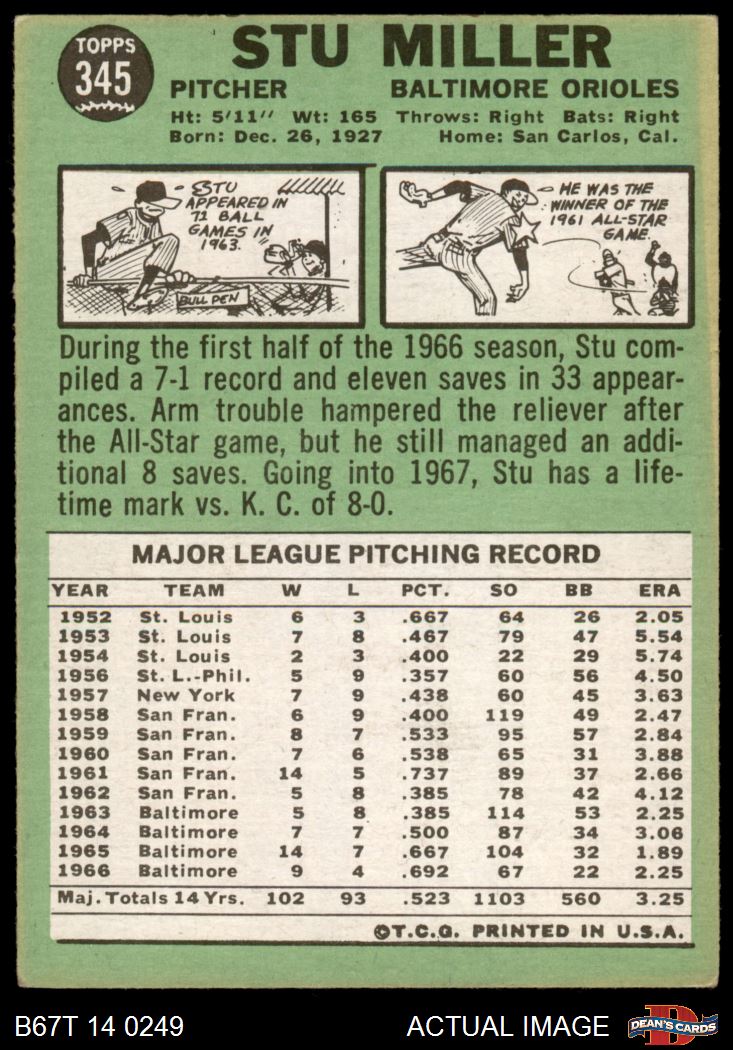 TOPPS
345
STU MILLER
PITCHER BALTIMORE ORIOLES
Ht: 5'11" Wt: 165 Throws: Right Bats: Right
Born: Dec. 26, 1927 Home: San Carlos, Cal.
STU
APPEARED IN
71 BALL
GAMES IN
1963.
BULL PEN
HE WAS THE
WINNER OF THE
1961 ALL-STAR
GAME.
During the first half of the 1966 season, Stu com-
piled a 7-1 record and eleven saves in 33 appear-
ances. Arm trouble hampered the reliever after
the All-Star game, but he still managed an addi-
tional 8 saves. Going into 1967, Stu has a life-
time mark vs. K. C. of 8-0.
MAJOR LEAGUE PITCHING RECORD
YEAR TEAM W L PCT. SO BB ERA
1952 St. Louis 6 3 .667 64 26 2.05
1953 St. Louis 7 8 .467 79 47 5.54
1954 St. Louis 2 3 .400 22 29 5.74
1956 St. L.-Phil. 5 9 .357 60 56 4.50
1957 New York 7 9 .438 60 45 3.63
1958 San Fran. 6 9 .400 119 49 2.47
1959 San Fran. 8 7 .533 95 57 2.84
1960 San Fran. 7 6 .538 65 31 3.88
1961 San Fran. 14 5 .737 89 37 2.66
1962 San Fran. 5 8 .385 78 42 4.12
1963 Baltimore 5 8 .385 114 53 2.25
1964 Baltimore 7 7 .500 87 34 3.06
1965 Baltimore 14 7 .667 104 32 1.89
1966 Baltimore 9 4 .692 67 22 2.25
Maj. Totals 14 Yrs. 102 93 .523 1103 560 3.25
©T.C.G. PRINTED IN U.S.A.
B67T 14 0249 ACTUAL IMAGE DEAN'S CARDS